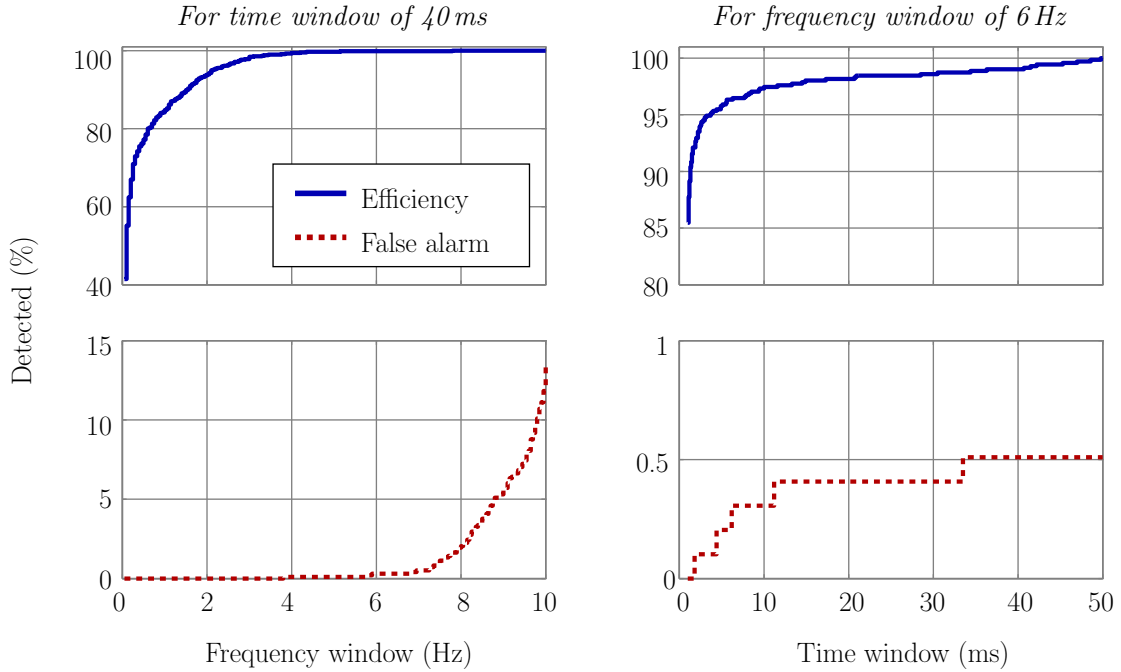 For time window of 40 ms
For frequency window of 6 Hz
Detected (%)
100
80
60
40
Efficiency
False alarm
100
95
90
85
80
15
10
5
0
0 2 4 6 8 10
Frequency window (Hz)
1
0.5
0
0 10 20 30 40 50
Time window (ms)